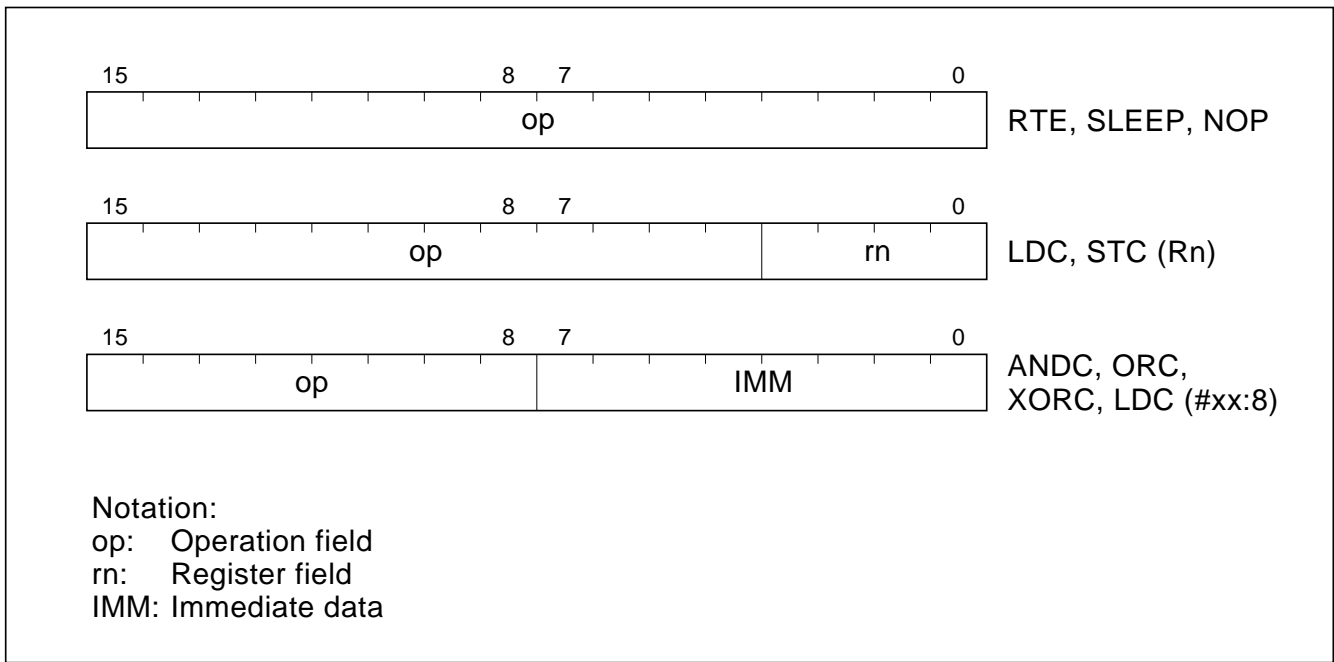 15 8 7 0
op RTE, SLEEP, NOP
15 8 7 0
op rn LDC, STC (Rn)
15 8 7 0
op IMM ANDC, ORC,
XORC, LDC (#xx:8)
Notation:
op: Operation field
rn: Register field
IMM: Immediate data